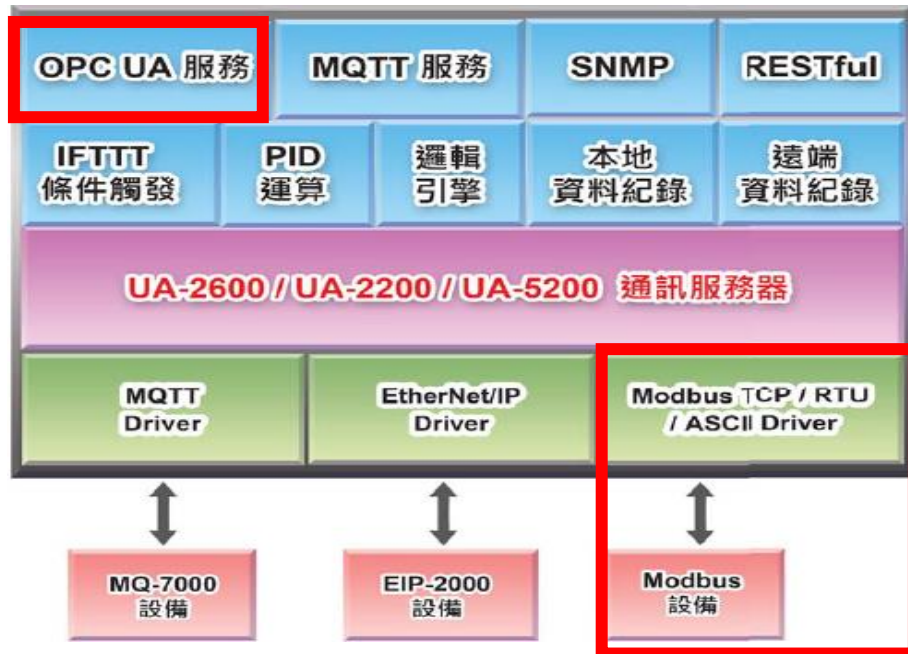 OPC UA 服務
MQTT 服務
SNMP
RESTful
IFTTT
條件觸發
PID
運算
邏輯
引擎
本地
資料紀錄
遠端
資料紀錄
UA-2600 / UA-2200 / UA-5200 通訊服務器
MQTT
Driver
EtherNet/IP
Driver
Modbus TCP / RTU
/ ASCII Driver
MQ-7000
設備
EIP-2000
設備
Modbus
設備